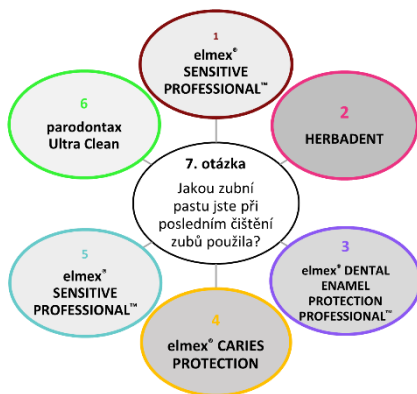 1
elmex®
SENSITIVE
PROFESSIONAL™
2
HERBADENT
3
elmex® DENTAL
ENAMEL
PROTECTION
PROFESSIONAL™
4
elmex® CARIES
PROTECTION
5
elmex®
SENSITIVE
PROFESSIONAL™
6
parodontax
Ultra Clean
7. otázka
Jakou zubní
pastu jste při
posledním čištění
zubů použila?